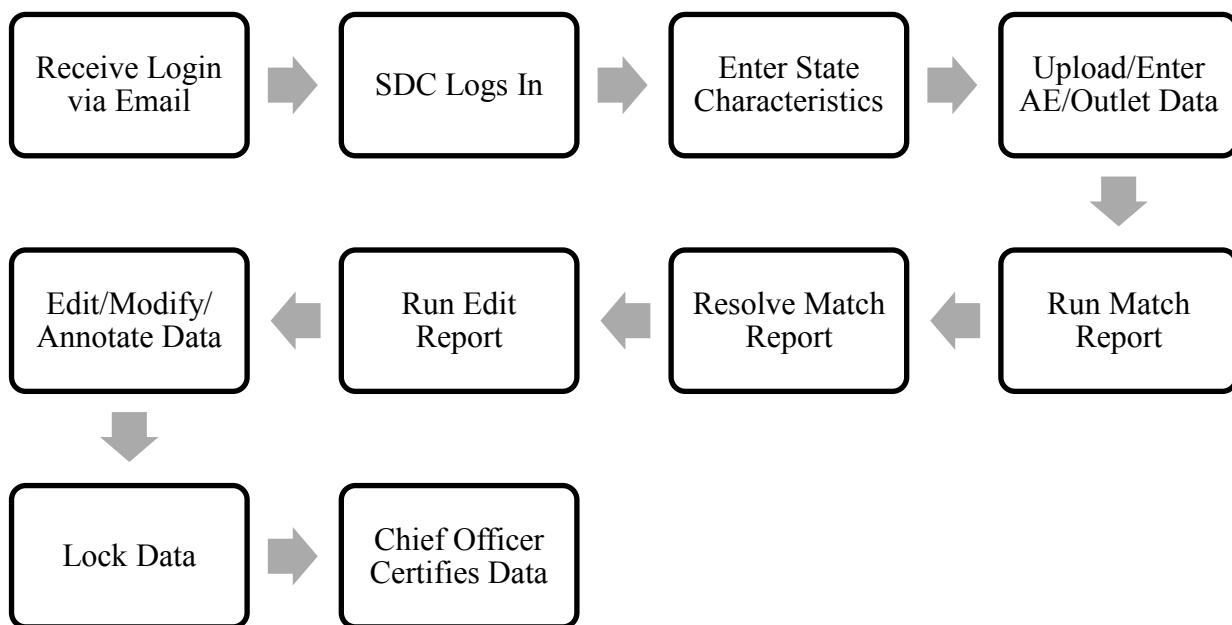 Receive Login
via Email
SDC Logs In
Enter State
Characteristics
Upload/Enter
AE/Outlet Data
Run Match
Report
Resolve Match
Report
Run Edit
Report
Edit/Modify/
Annotate Data
Lock Data
Chief Officer
Certifies Data